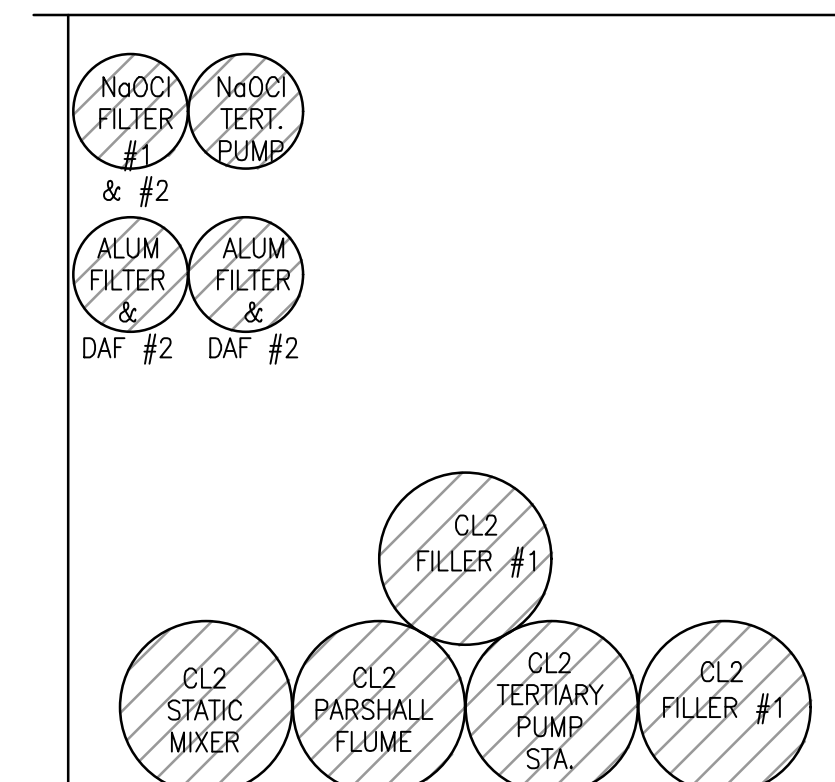 NaOCl
FILTER
#1
& #2
NaOCl
TERT.
PUMP
ALUM
FILTER
&
DAF #2
ALUM
FILTER
&
DAF #2
CL2
FILLER #1
CL2
STATIC
MIXER
CL2
PARSHALL
FLUME
CL2
TERTIARY
PUMP
STA.
CL2
FILLER #1